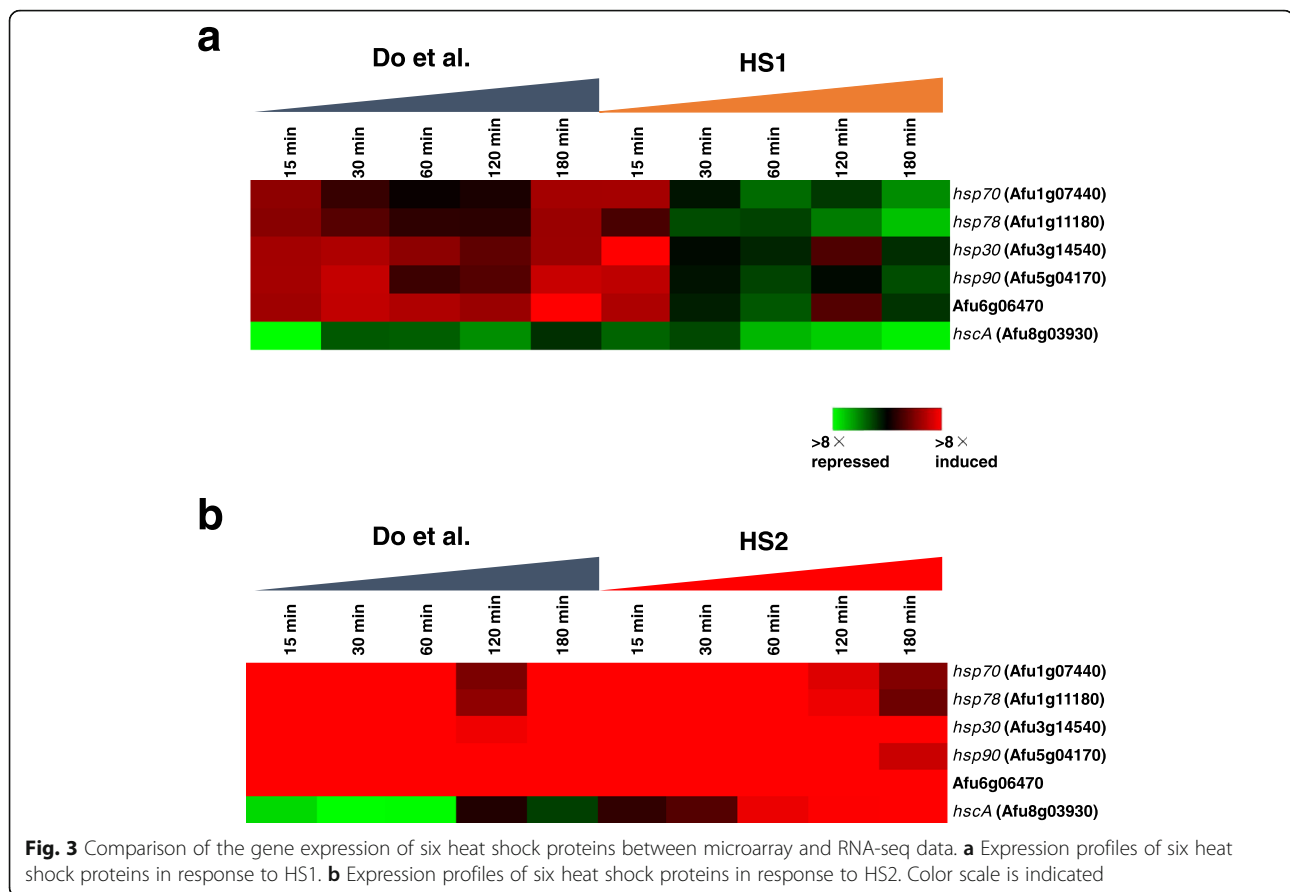 a
Do et al.
HS1
15 min 30 min 60 min 120 min 180 min 15 min 30 min 60 min 120 min 180 min
hsp70 (Afu1g07440)
hsp78 (Afu1g11180)
hsp30 (Afu3g14540)
hsp90 (Afu5g04170)
Afu6g06470
hscA (Afu8g03930)
>8 × >8 ×
repressed induced
b
Do et al.
HS2
15 min 30 min 60 min 120 min 180 min 15 min 30 min 60 min 120 min 180 min
hsp70 (Afu1g07440)
hsp78 (Afu1g11180)
hsp30 (Afu3g14540)
hsp90 (Afu5g04170)
Afu6g06470
hscA (Afu8g03930)
Fig. 3 Comparison of the gene expression of six heat shock proteins between microarray and RNA-seq data. a Expression profiles of six heat
shock proteins in response to HS1. b Expression profiles of six heat shock proteins in response to HS2. Color scale is indicated